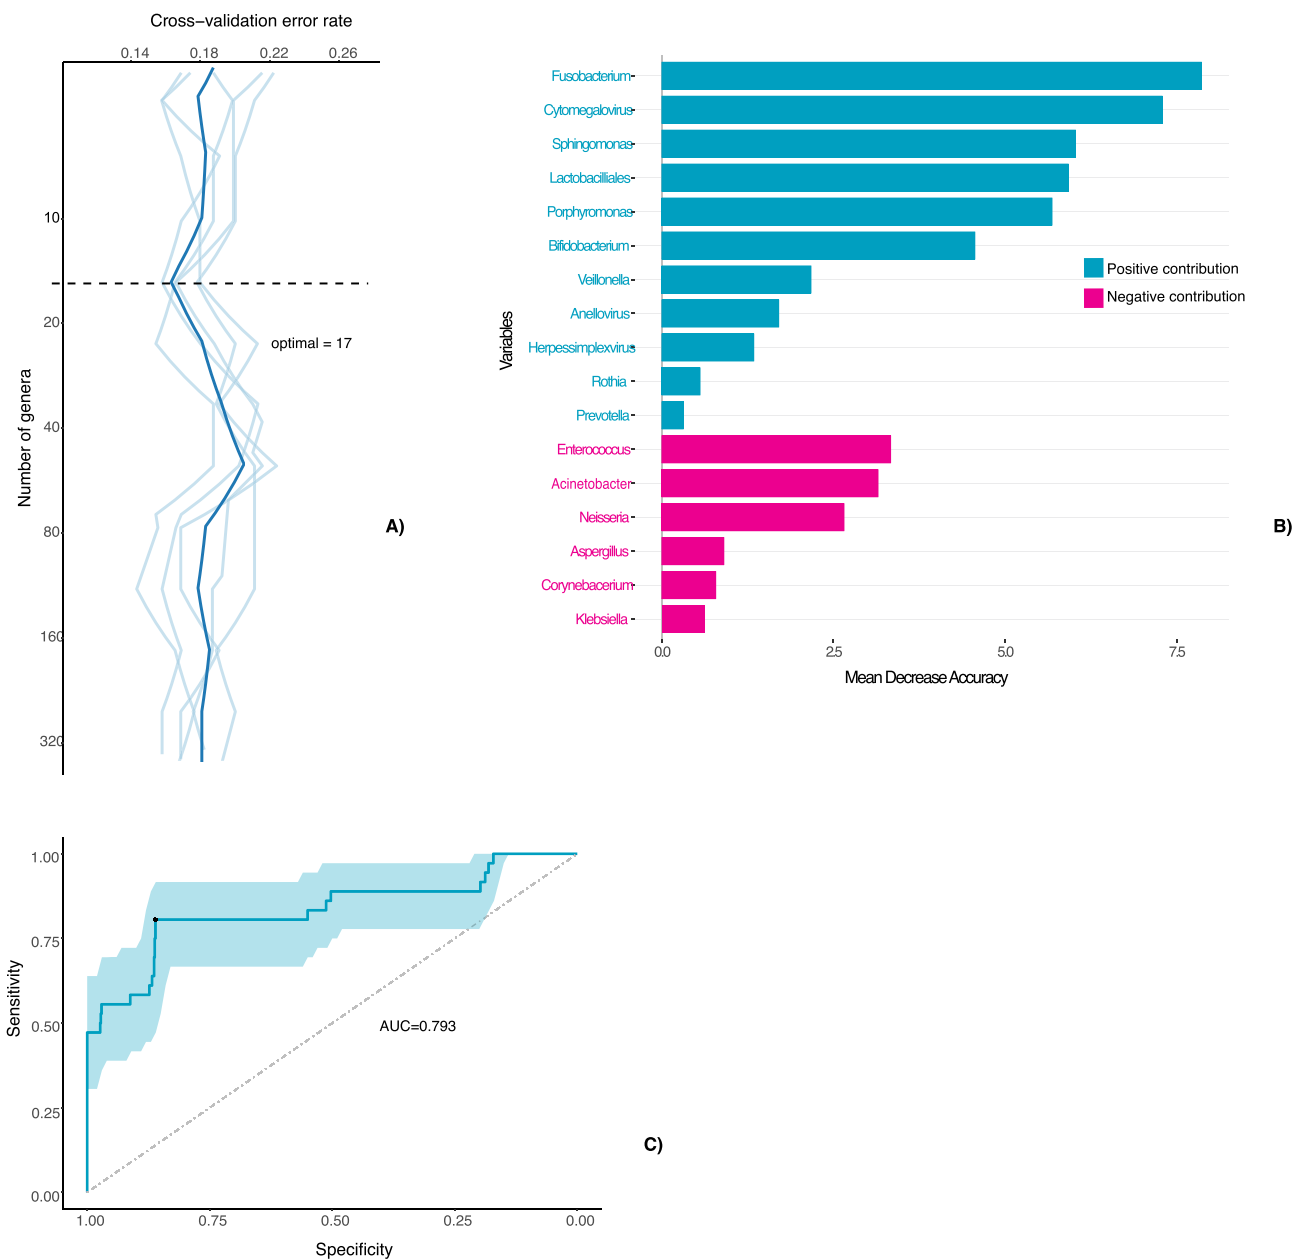 Cross−validation error rate
0.14 0.18 0.22 0.26
10
20
40
80
160
320
Number of genera
optimal = 17
A)
Fusobacterium
Cytomegalovirus
Sphingomonas
Lactobacilliales
Porphyromonas
Bifidobacterium
Veillonella
Anellovirus
Herpessimplexvirus
Rothia
Prevotella
Enterococcus
Acinetobacter
Neisseria
Aspergillus
Corynebacerium
Klebsiella
Variables
Positive contribution
Negative contribution
0.0 2.5 5.0 7.5
Mean Decrease Accuracy
B)
1.00
0.75
0.50
0.25
0.00
Sensitivity
AUC=0.793
1.00 0.75 0.50 0.25 0.00
Specificity
C)